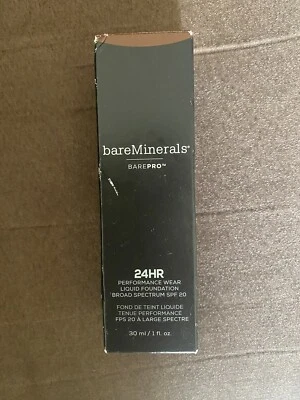 bareMinerals®
BAREPRO™
24HR
PERFORMANCE WEAR
LIQUID FOUNDATION
BROAD SPECTRUM SPF 20
FOND DE TEINT LIQUIDE
TENUE PERFORMANCE
FPS 20 À LARGE SPECTRE
30 ml / 1 fl. oz.